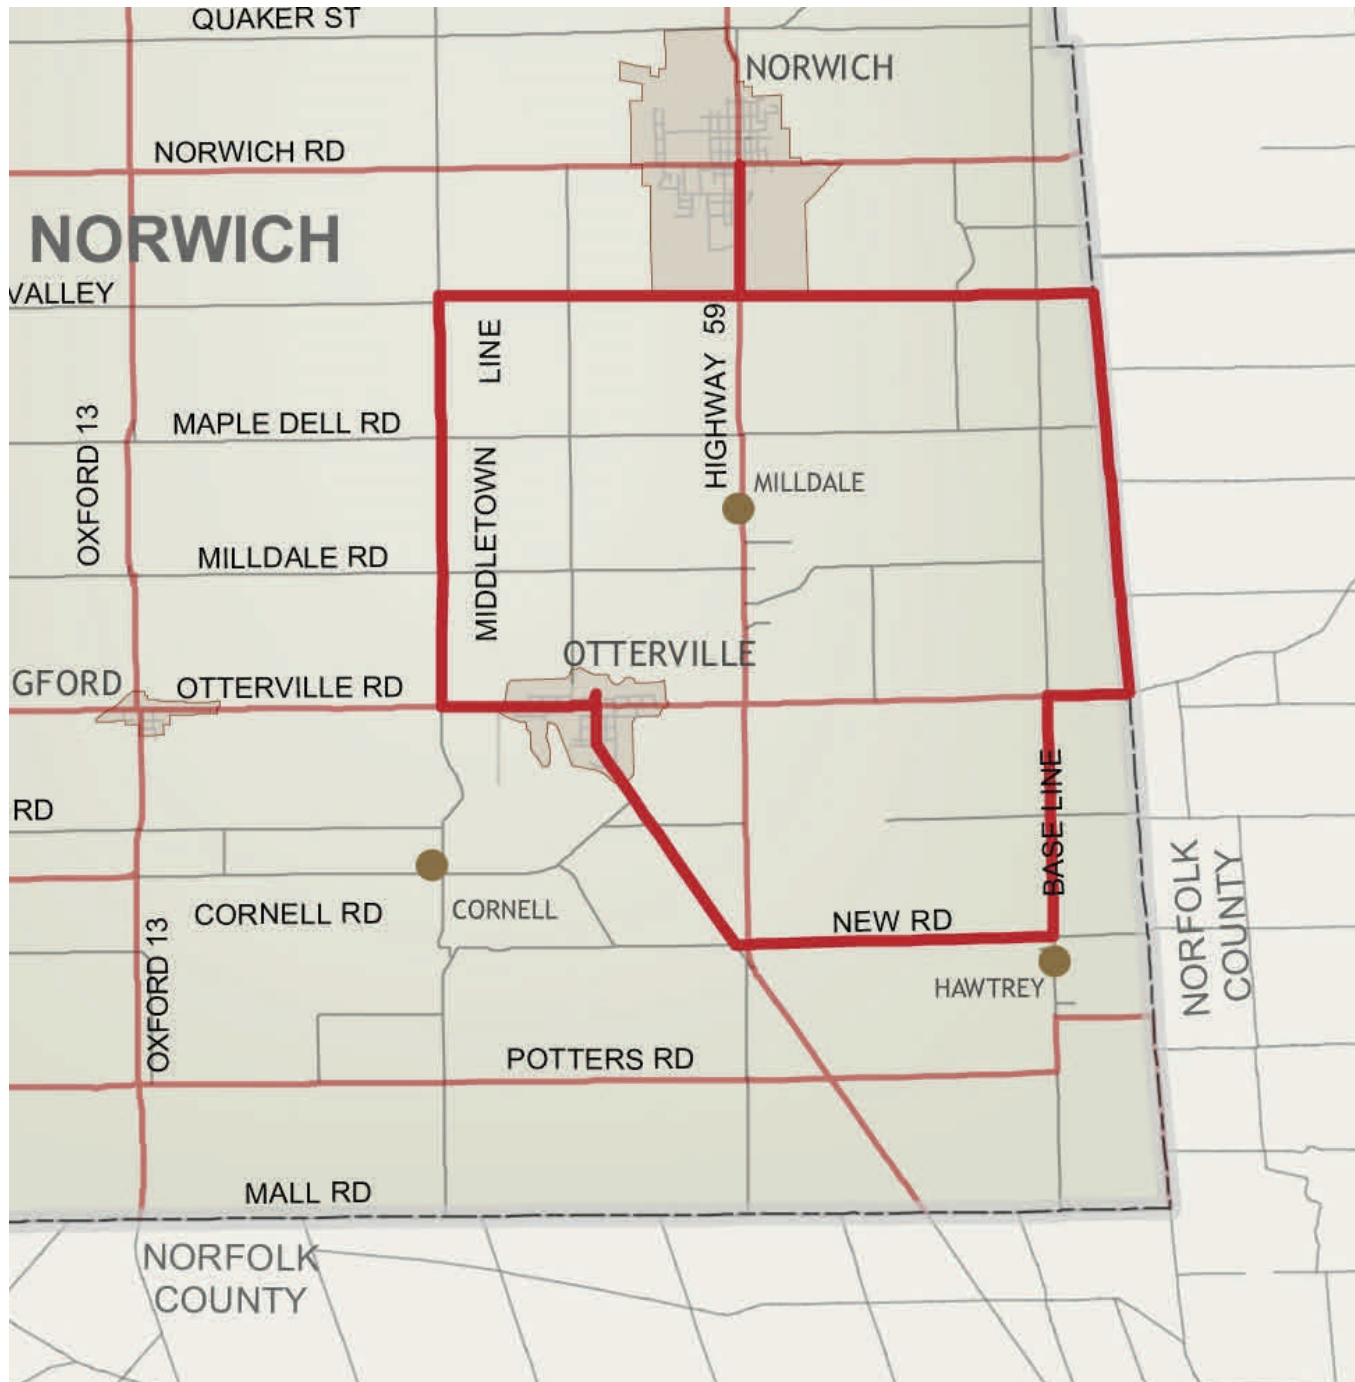 QUAKER ST
NORWICH
NORWICH RD
NORWICH
VALLEY
LINE
HIGHWAY 59
OXFORD 13
MAPLE DELL RD
MIDDLETOWN
MILLDALE
MILLDALE RD
OTTERVILLE
GFORD
OTTERVILLE RD
RD
BASE LINE
NORFOLK
COUNTY
CORNELL RD
CORNELL
NEW RD
OXFORD 13
HAWTREY
POTTERS RD
MALL RD
NORFOLK
COUNTY